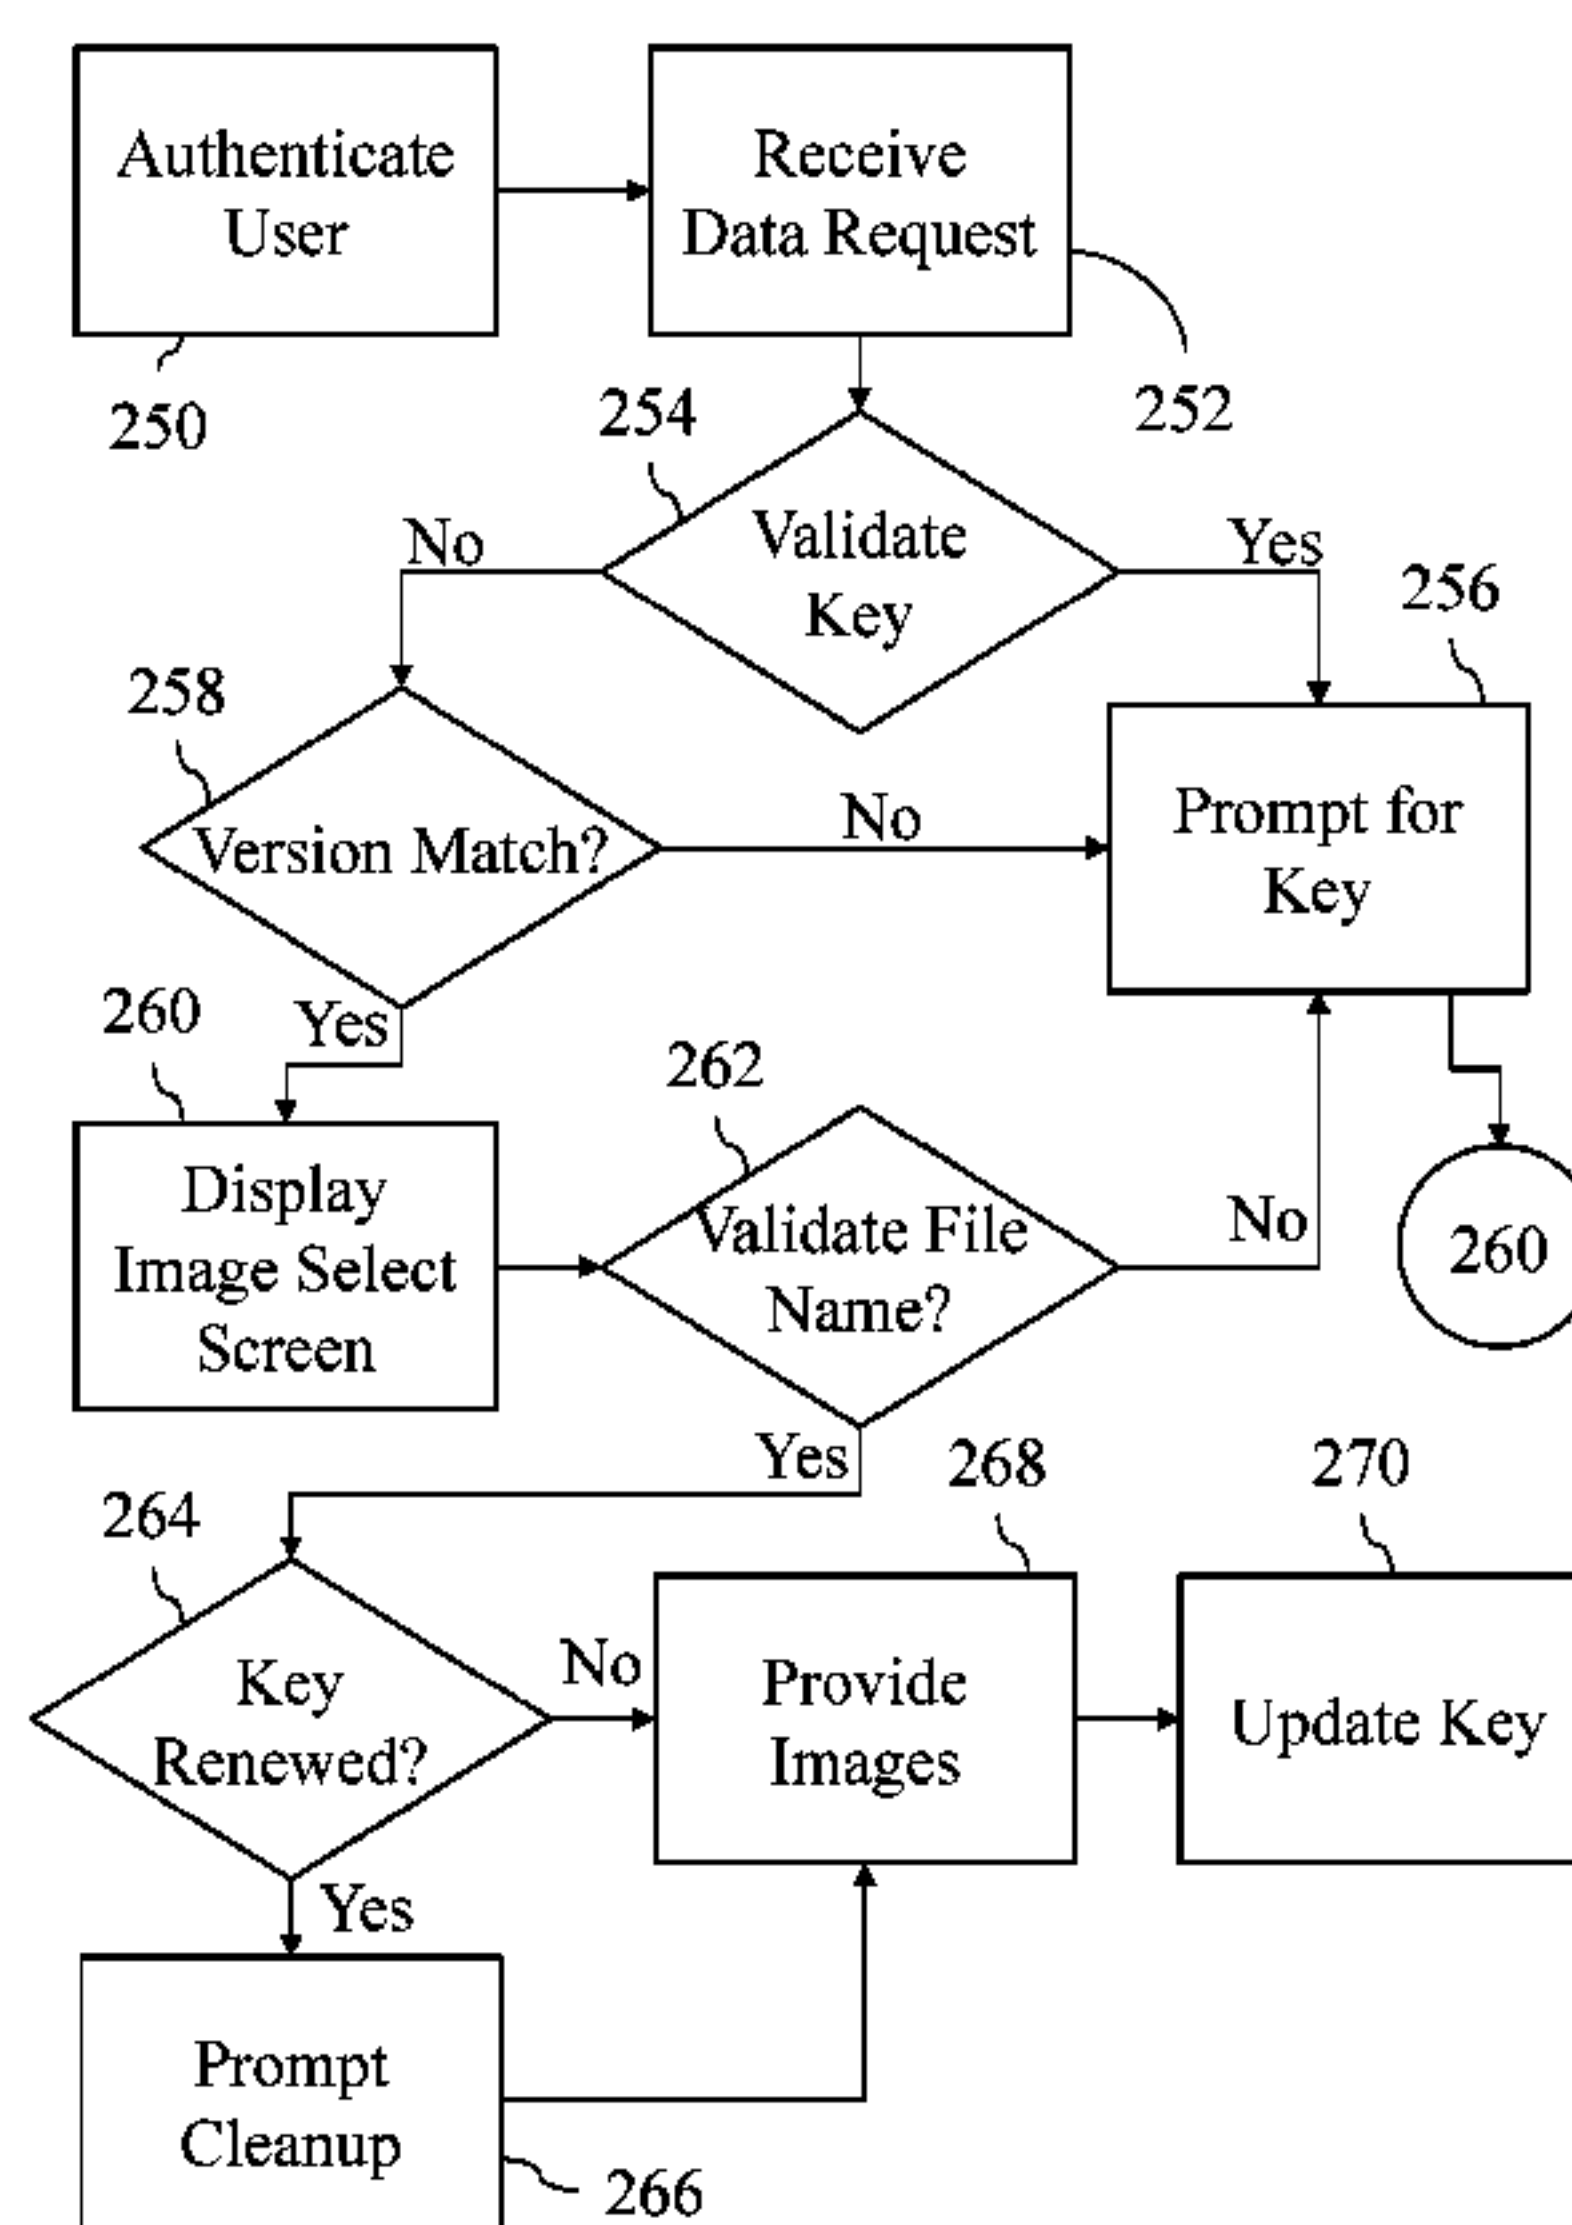 Authenticate
User
250
Receive
Data Request
252
254
Validate
Key
No
Yes
256
258
Version Match?
No
Prompt for
Key
Yes
260
Display
Image Select
Screen
262
Validate File
Name?
No
260
Yes
264
Key
Renewed?
No
268
Provide
Images
270
Update Key
Yes
Prompt
Cleanup
266